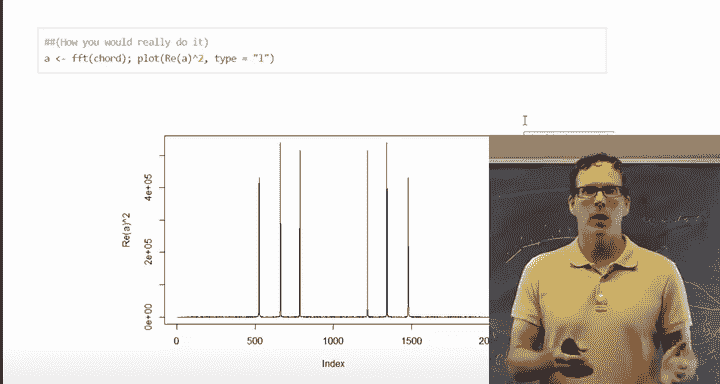 ##(How you would really do it)
a <- fft(chord); plot(Re(a)^2, type = "l")
Re(a)^2
4e+05
2e+05
0e+00
0
500
1000
1500
Index